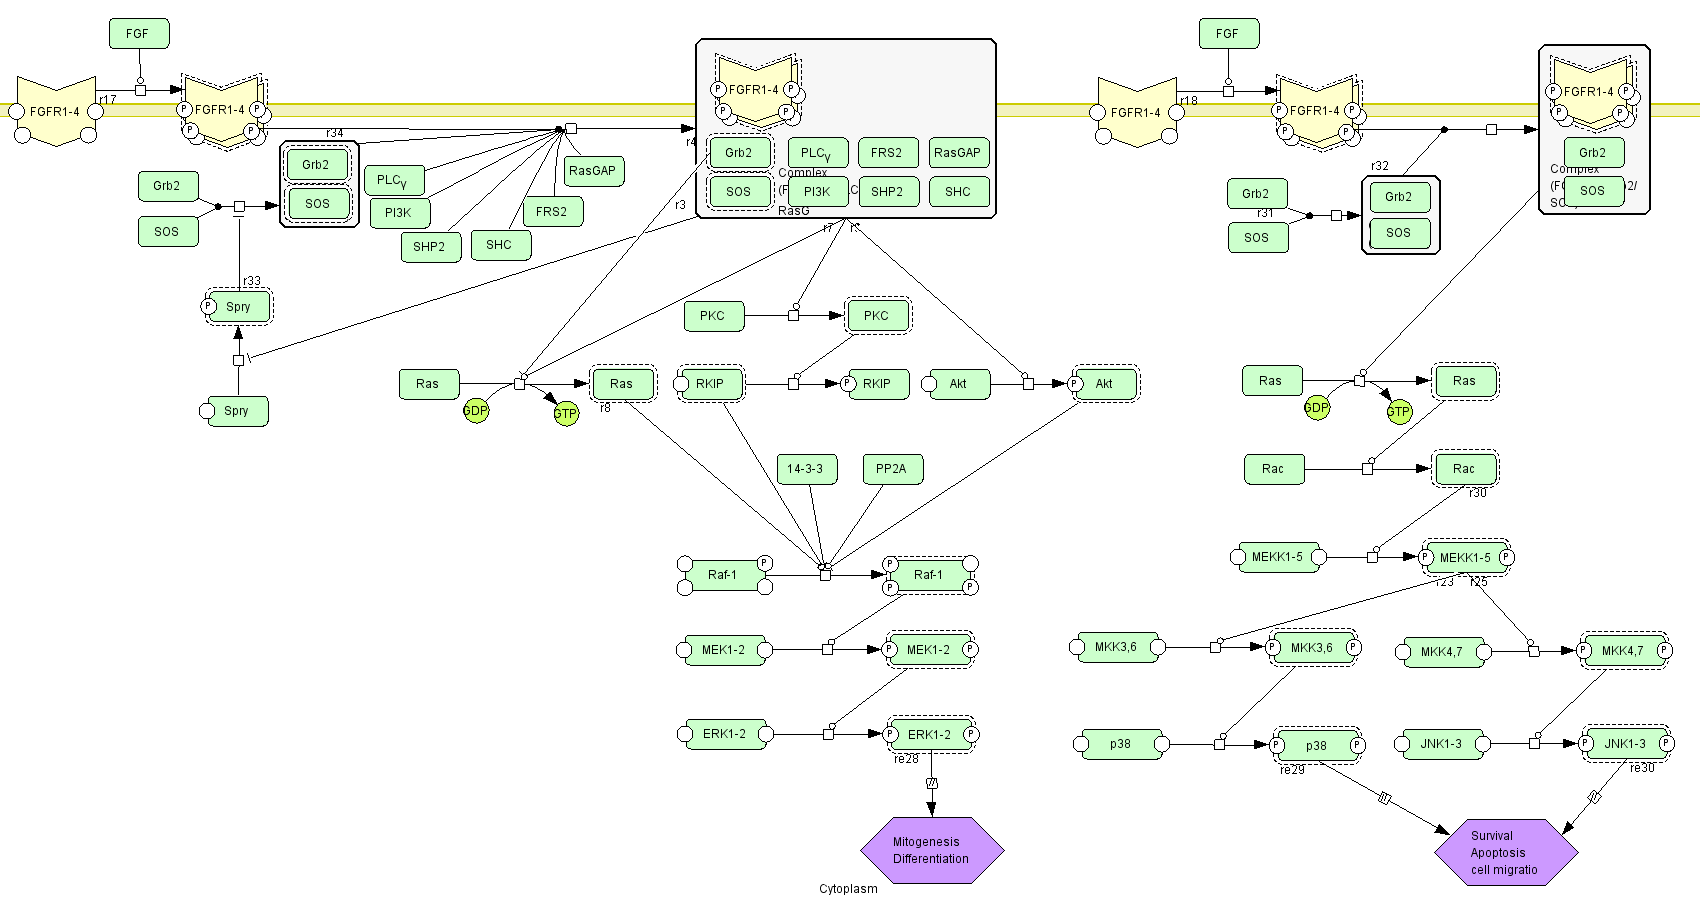 FGF
FGFR1-4
r17
P
FGFR1-4
P
P
P
r34
Grb2
SOS
Grb2
SOS
PLCγ
PI3K
SHP2
SHC
FRS2
RasGAP
r33
P
Spry
Spry
r4
r3
P
FGFR1-4
P
P
P
Grb2
PLCγ
FRS2
RasGAP
Complex
SOS
PI3K
SHP2
SHC
RasG
r7
PKC
PKC
Ras
GDP
GTP
Ras
r8
RKIP
P
RKIP
Akt
P
Akt
14-3-3
PP2A
Raf-1
P
P
Raf-1
P
P
MEK1-2
P
MEK1-2
P
ERK1-2
P
ERK1-2
P
re28
Mitogenesis
Differentiation
Cytoplasm
FGF
FGFR1-4
r18
P
FGFR1-4
P
P
P
r32
Grb2
r31
SOS
Grb2
SOS
P
FGFR1-4
P
P
P
Grb2
Complex
SOS
Ras
GDP
GTP
Ras
Rac
Rac
r30
MEKK1-5
P
MEKK1-5
P
r23
r25
MKK3,6
P
MKK3,6
P
MKK4,7
P
MKK4,7
P
p38
P
p38
P
re29
JNK1-3
P
JNK1-3
P
re30
Survival
Apoptosis
cell migratio